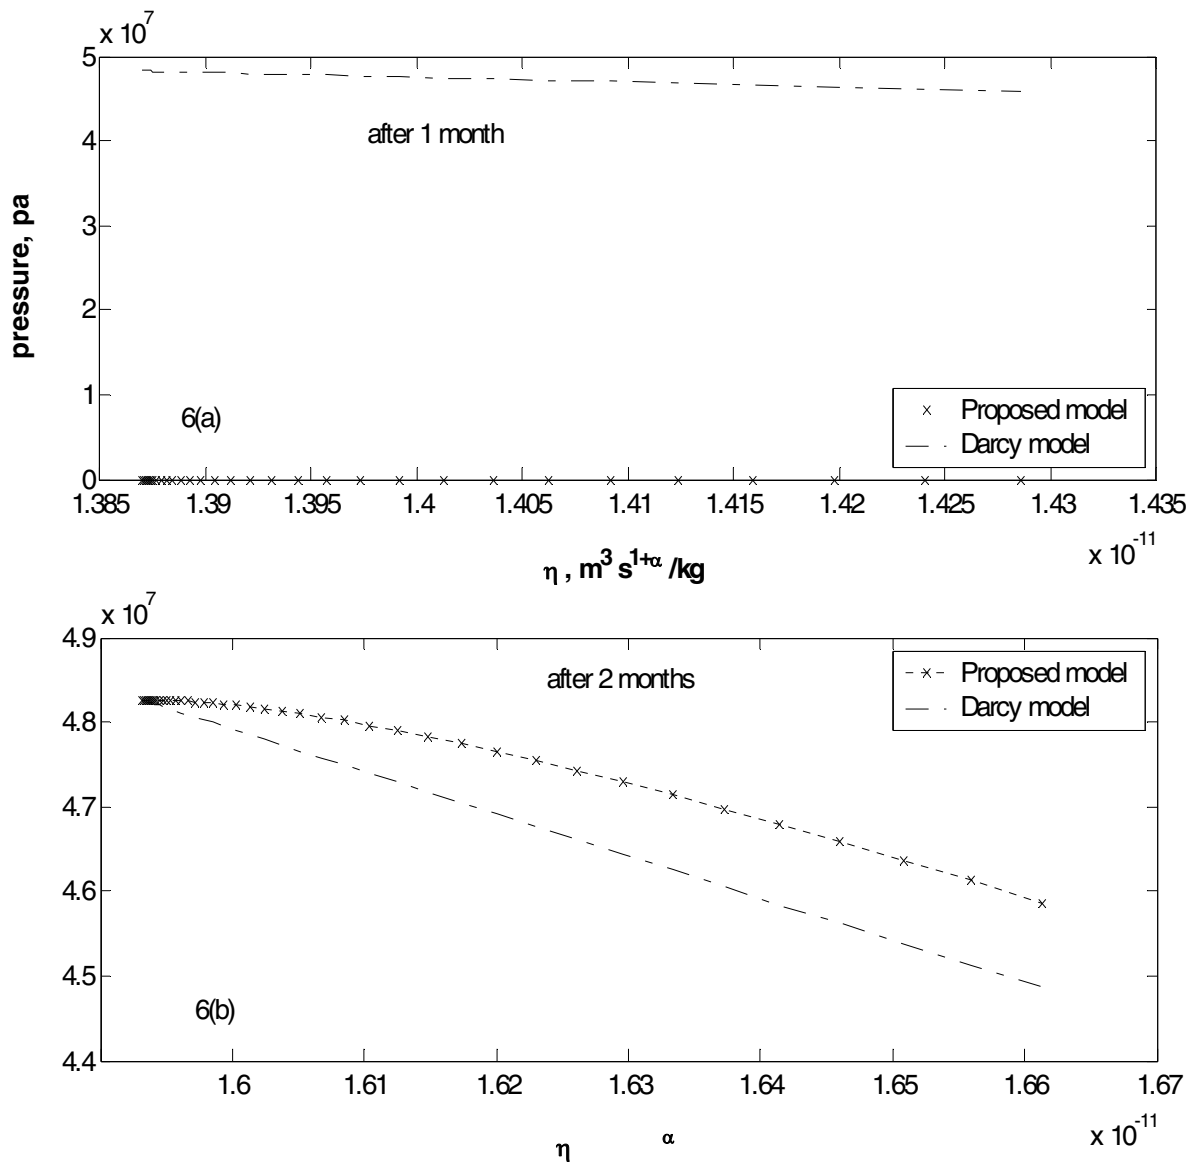 x 10^7
5
4
3
2
1
0
pressure, pa
after 1 month
6(a)
Proposed model
Darcy model
1.385 1.39 1.395 1.4 1.405 1.41 1.415 1.42 1.425 1.43 1.435
x 10^-11
η , m^3 s^1+α /kg
x 10^7
4.9
4.8
4.7
4.6
4.5
4.4
after 2 months
6(b)
Proposed model
Darcy model
1.6 1.61 1.62 1.63 1.64 1.65 1.66 1.67
x 10^-11
η α